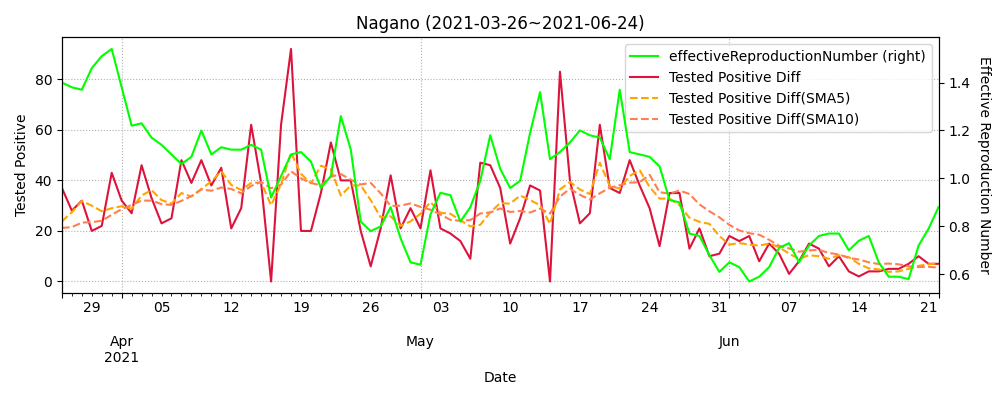 Nagano (2021-03-26~2021-06-24)
effectiveReproductionNumber (right)
Tested Positive Diff
Tested Positive Diff(SMA5)
Tested Positive Diff(SMA10)
Tested Positive
80
60
40
20
0
1.4
1.2
1.0
0.8
0.6
Effective Reproduction Number
29 05 12 19 26 03 10 17 24 31 07 14 21
Apr May Jun
2021
Date